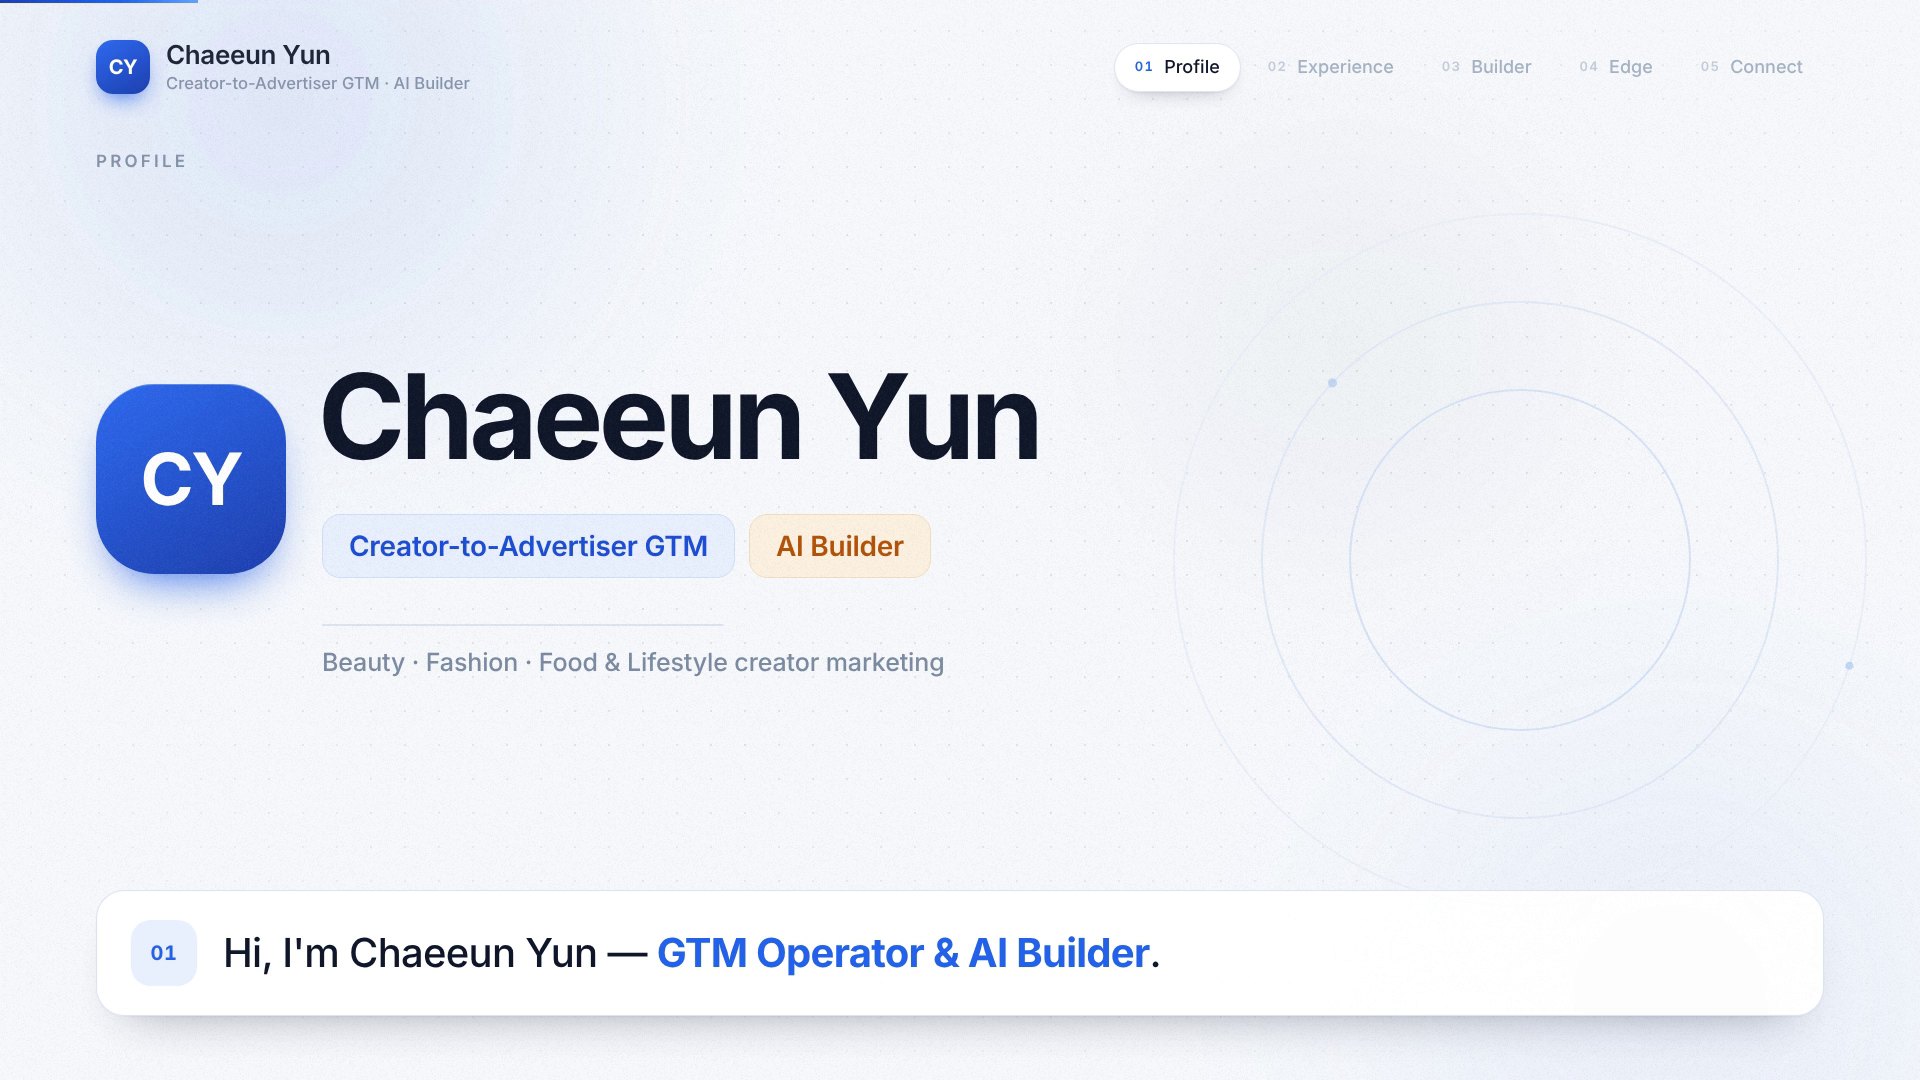 CY
Chaeeun Yun
Creator-to-Advertiser GTM · AI Builder
01 Profile
02 Experience
03 Builder
04 Edge
05 Connect
PROFILE
CY
Chaeeun Yun
Creator-to-Advertiser GTM
AI Builder
Beauty · Fashion · Food & Lifestyle creator marketing
01
Hi, I'm Chaeeun Yun — GTM Operator & AI Builder.